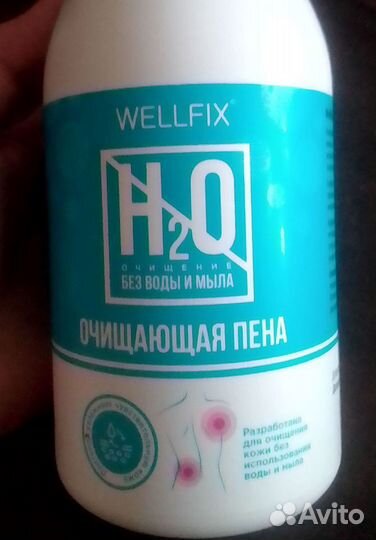 WELLFIX
H2O
ОЧИЩЕНИЕ
БЕЗ ВОДЫ И МЫЛА
ОЧИЩАЮЩАЯ ПЕНА
Разработана
для очищения
кожи без
использования
воды и мыла
Avito